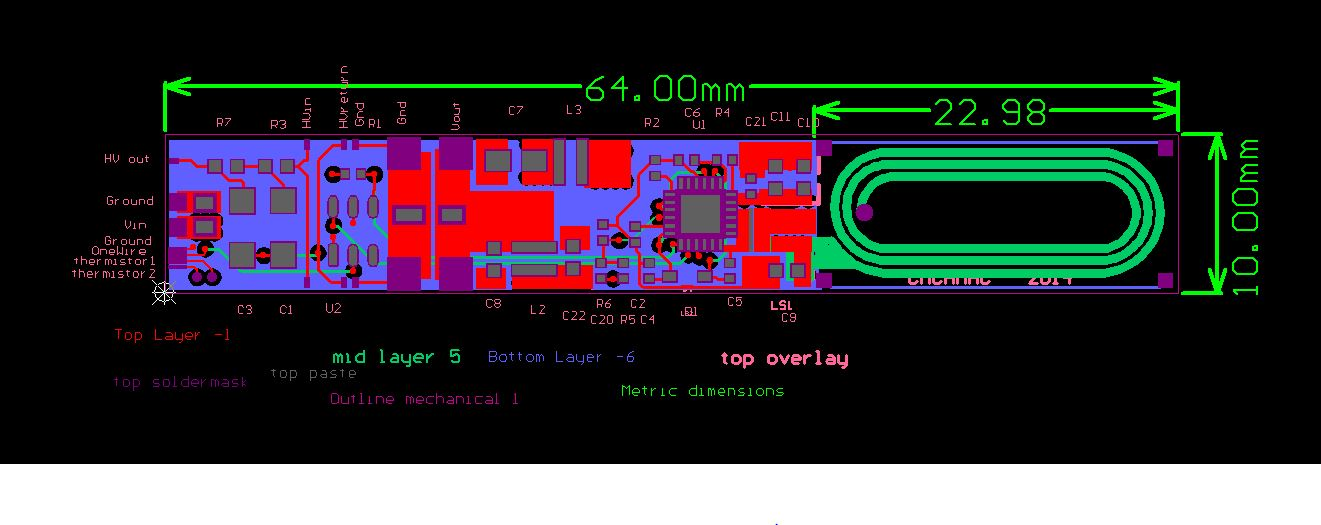 64.00mm
22.98
10.00mm
R7
R3
HVin
HVreturn
Gnd
R1
Gnd
Vout
C7
L3
R2
C6
U1
R4
C21
C11
C10
HV out
Ground
Vin
Ground
OneWire
thermistor1
thermistor2
C3
C1
U2
C8
L2
C22
R6
C20
C2
R5
C4
C5
LS1
C9
2014
Top Layer -1
mid layer 5
Bottom Layer -6
top overlay
top soldermask
top paste
Outline mechanical 1
Metric dimensions